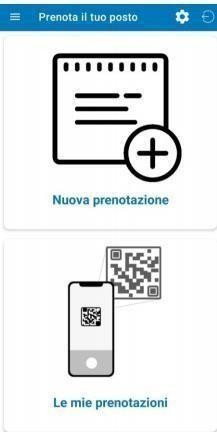 Prenota il tuo posto
Nuova prenotazione
Le mie prenotazioni